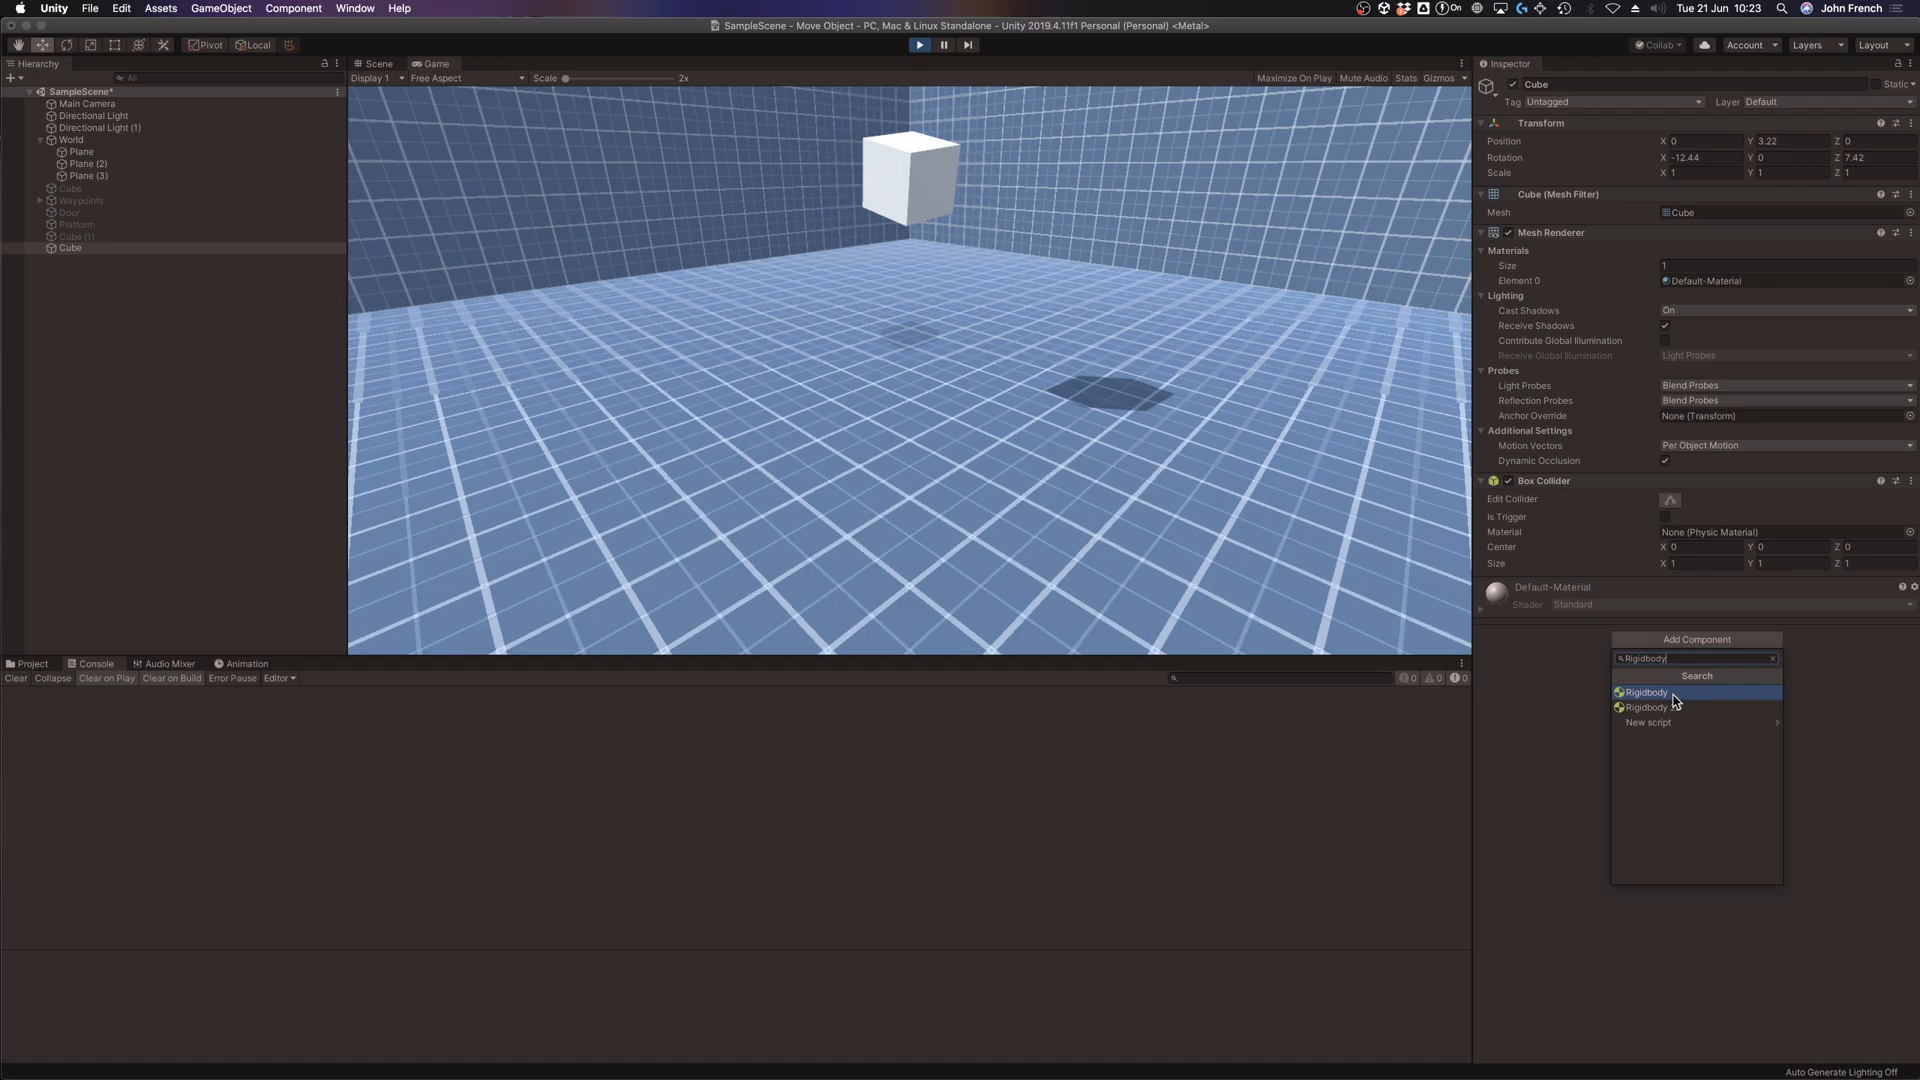 Unity File Edit Assets GameObject Component Window Help On Tue 21 Jun 10:23 John French
SampleScene - Move Object - PC, Mac & Linux Standalone - Unity 2019.4.11f1 Personal (Personal) <Metal>
Pivot Local Collab Account Layers Layout
Hierarchy
All
SampleScene*
Main Camera
Directional Light
Directional Light (1)
World
Plane
Plane (2)
Plane (3)
Cube
Waypoints
Door
Platform
Cube (1)
Cube
Scene Game
Display 1 Free Aspect Scale 2x Maximize On Play Mute Audio Stats Gizmos
Inspector
Cube Static
Tag Untagged Layer Default
Transform
Position X 0 Y 3.22 Z 0
Rotation X -12.44 Y 0 Z 7.42
Scale X 1 Y 1 Z 1
Cube (Mesh Filter)
Mesh Cube
Mesh Renderer
Materials
Size 1
Element 0 Default-Material
Lighting
Cast Shadows On
Receive Shadows
Contribute Global Illumination
Receive Global Illumination Light Probes
Probes
Light Probes Blend Probes
Reflection Probes Blend Probes
Anchor Override None (Transform)
Additional Settings
Motion Vectors Per Object Motion
Dynamic Occlusion
Box Collider
Edit Collider
Is Trigger
Material None (Physic Material)
Center X 0 Y 0 Z 0
Size X 1 Y 1 Z 1
Default-Material
Shader Standard
Add Component
Rigidbody
Search
Rigidbody
Rigidbody
New script
Project Console Audio Mixer Animation
Clear Collapse Clear on Play Clear on Build Error Pause Editor 0 0 0
Auto Generate Lighting Off